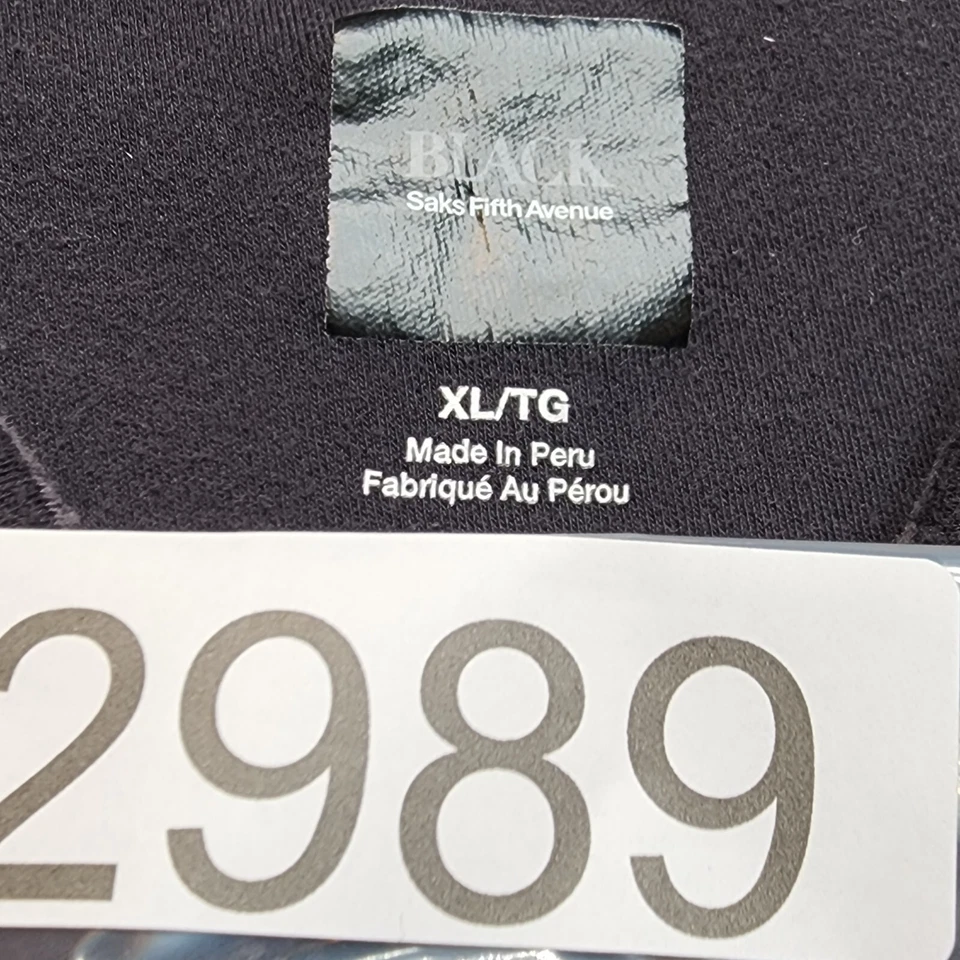 BLACK
Saks Fifth Avenue
XL/TG
Made In Peru
Fabriqué Au Pérou
2989